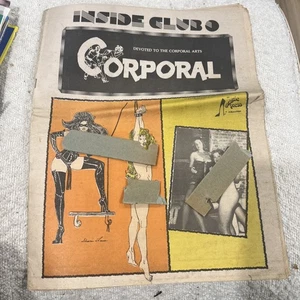 INSIDE CLUB O
DEVOTED TO THE CORPORAL ARTS
CORPORAL